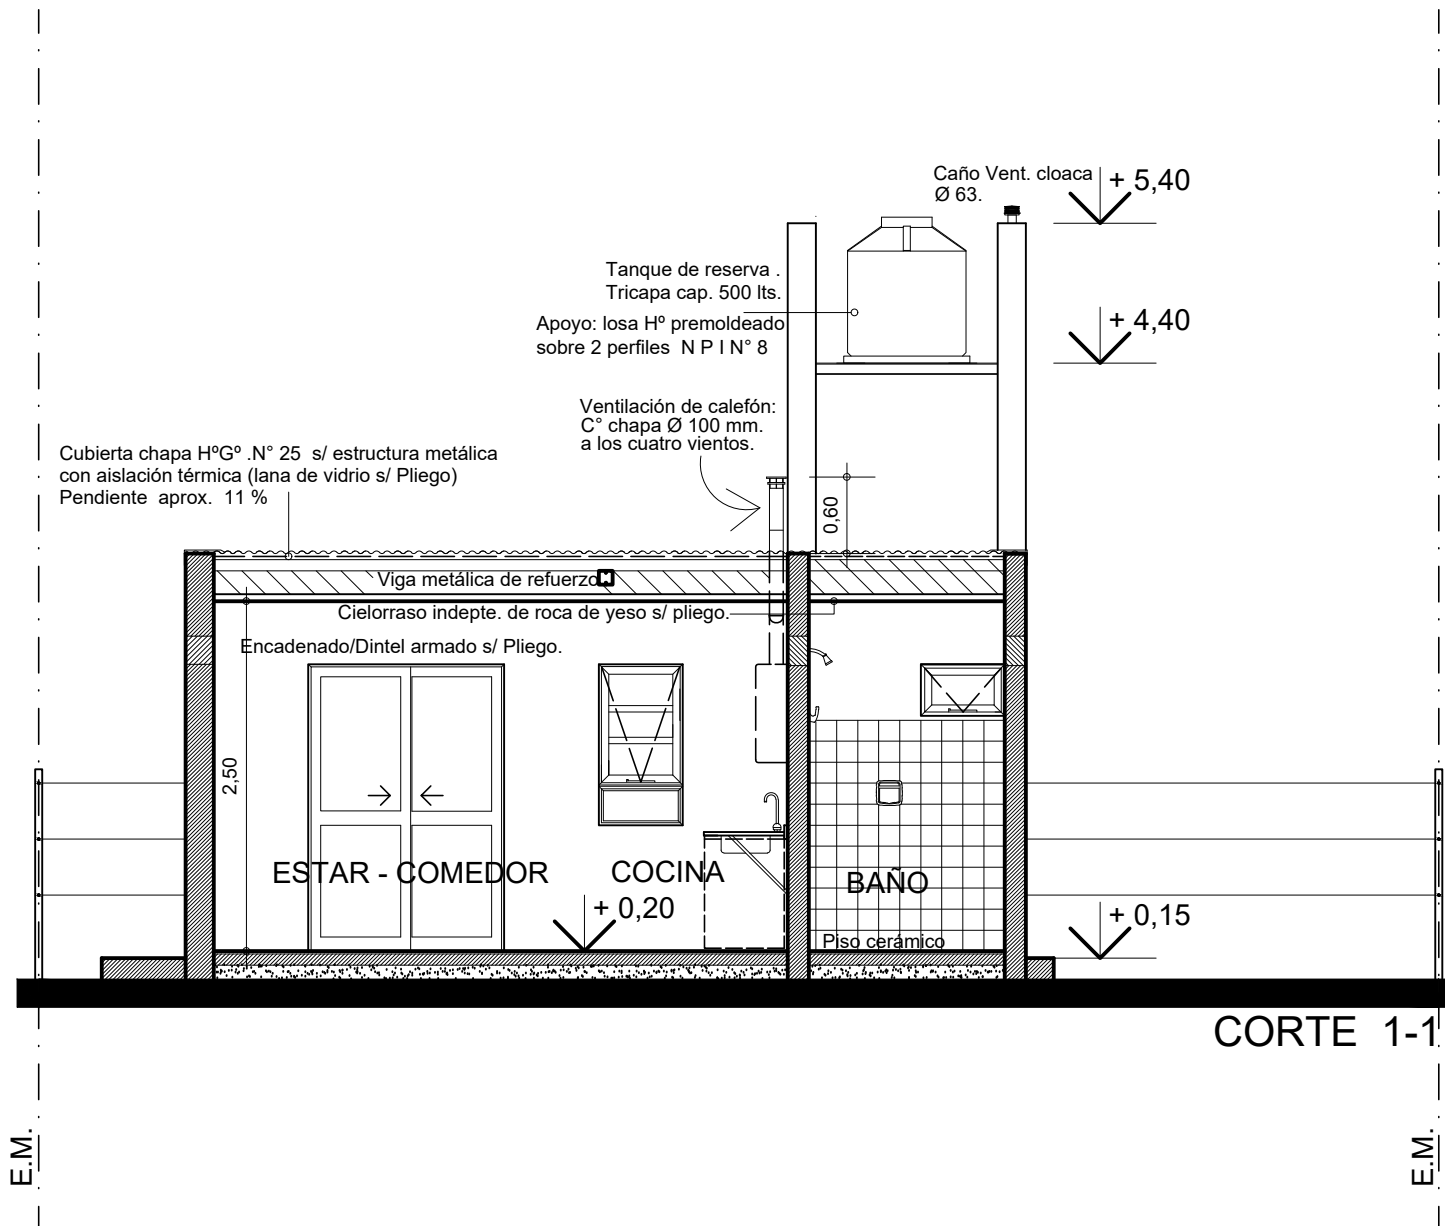 Caño Vent. cloaca
Ø 63.
+ 5,40
Tanque de reserva .
Tricapa cap. 500 lts.
Apoyo: losa Hº premoldeado
sobre 2 perfiles N P I N° 8
+ 4,40
Ventilación de calefón:
C° chapa Ø 100 mm.
a los cuatro vientos.
Cubierta chapa HºGº .N° 25 s/ estructura metálica
con aislación térmica (lana de vidrio s/ Pliego)
Pendiente aprox. 11 %
0,60
Viga metálica de refuerzo
Cielorraso indepte. de roca de yeso s/ pliego.
Encadenado/Dintel armado s/ Pliego.
2,50
ESTAR - COMEDOR
COCINA
BAÑO
+ 0,20
+ 0,15
Piso cerámico
CORTE 1-1
E.M.
E.M.